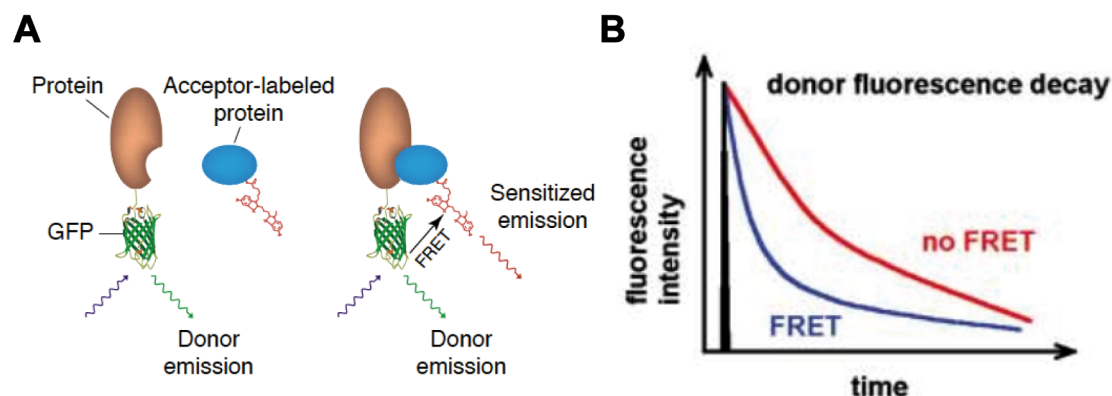 A
Protein
Acceptor-labeled
protein
GFP
FRET
Sensitized
emission
Donor
emission
Donor
emission
B
donor fluorescence decay
fluorescence
intensity
no FRET
FRET
time